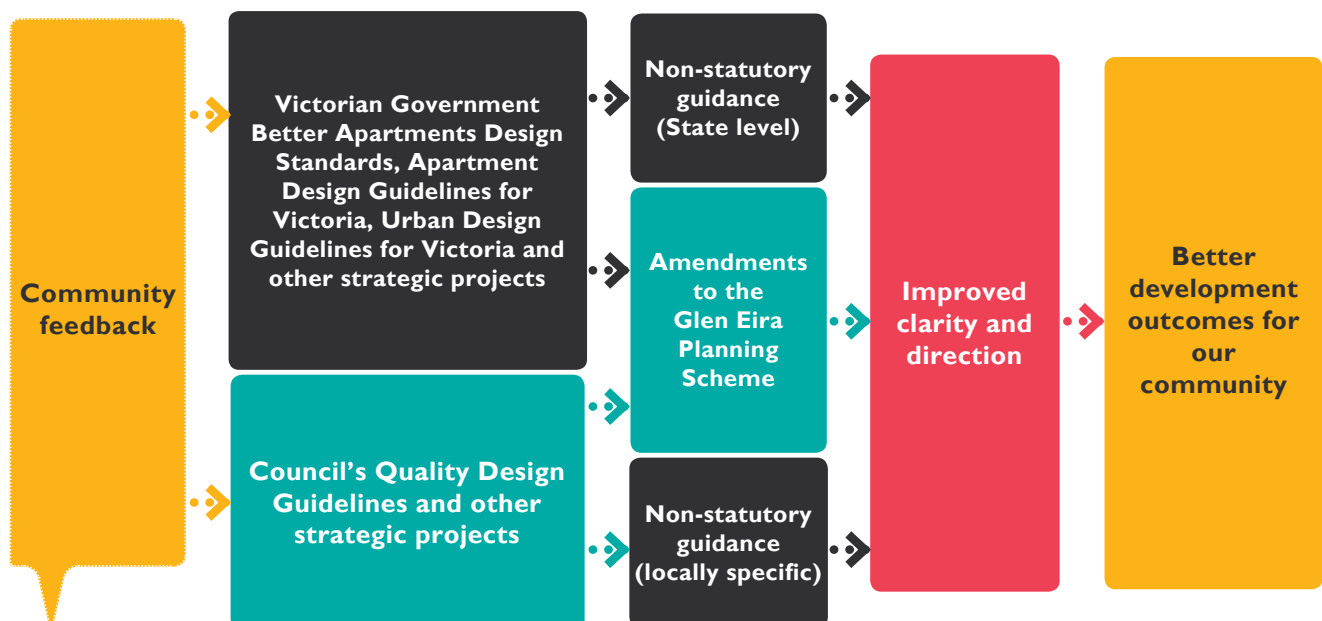 Community
feedback
Victorian Government
Better Apartments Design
Standards, Apartment
Design Guidelines for
Victoria, Urban Design
Guidelines for Victoria and
other strategic projects
Council’s Quality Design
Guidelines and other
strategic projects
Non-statutory
guidance
(State level)
Amendments
to the
Glen Eira
Planning
Scheme
Non-statutory
guidance
(locally specific)
Improved
clarity and
direction
Better
development
outcomes for
our
community